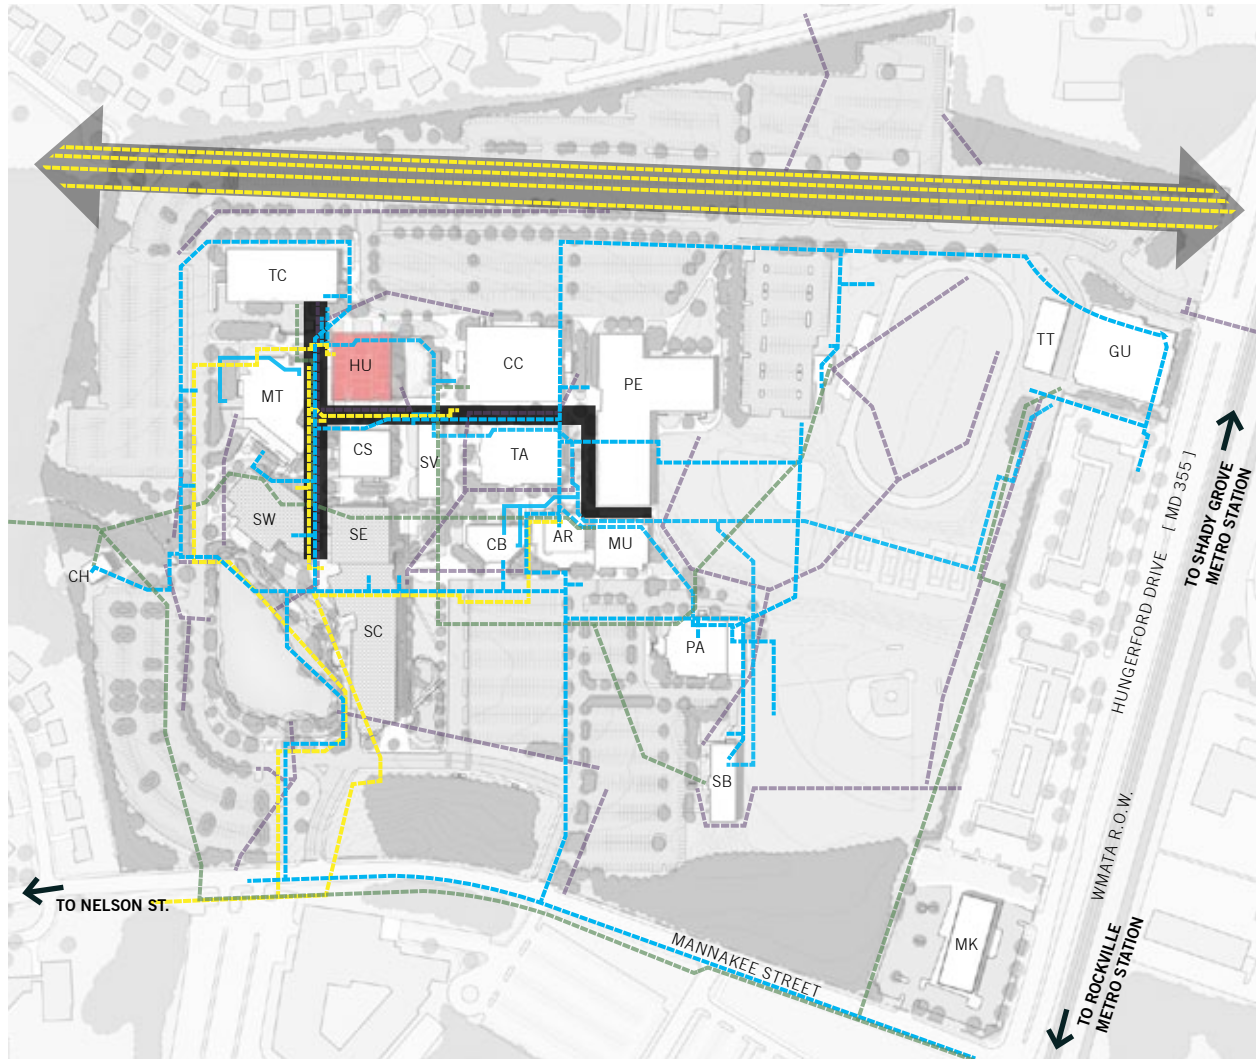 TC
HU
CC
PE
TT
GU
MT
CS
SV
TA
SW
SE
CB
AR
MU
CH
SC
PA
SB
MK
HUNGERFORD DRIVE [ MD 355 ]
TO SHADY GROVE
METRO STATION
WMATA R.O.W.
TO NELSON ST.
MANNAKEE STREET
TO ROCKVILLE
METRO STATION